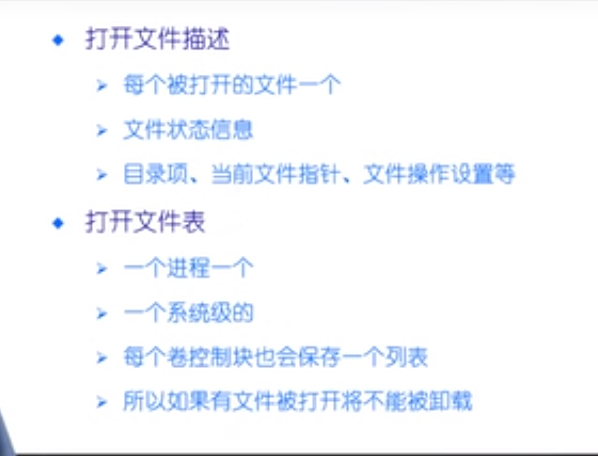 打开文件描述
每个被打开的文件一个
文件状态信息
目录项、当前文件指针、文件操作设置等
打开文件表
一个进程一个
一个系统级的
每个卷控制块也会保存一个列表
所以如果有文件被打开将不能被卸载